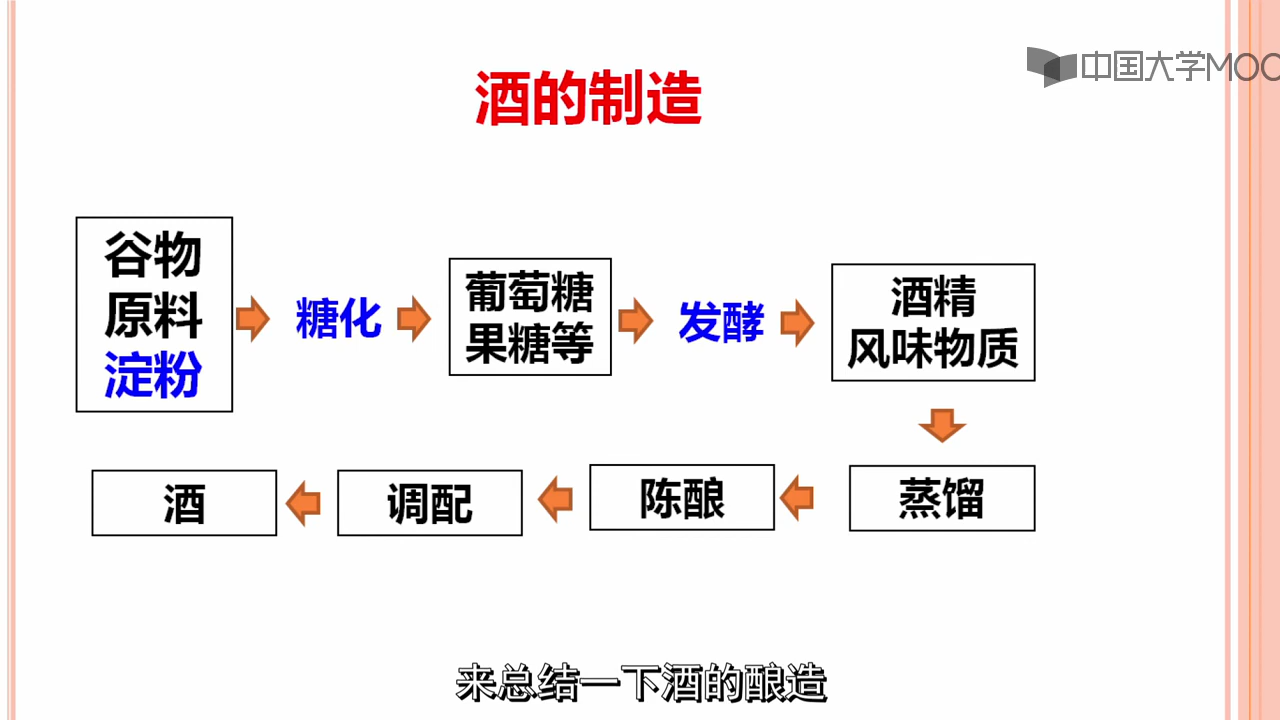 中国大学MOO
酒的制造
谷物
原料
淀粉
糖化
葡萄糖
果糖等
发酵
酒精
风味物质
蒸馏
陈酿
调配
酒
来总结一下酒的酿造